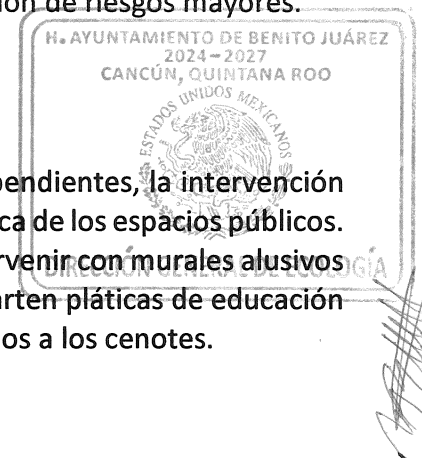 ión de riesgos mayores.
H. AYUNTAMIENTO DE BENITO JUÁREZ
2024-2027
CANCÚN, QUINTANA ROO
ESTADOS UNIDOS MEXICANOS
pendientes, la intervención
ca de los espacios públicos.
rvenir con murales alusivos
DIRECCIÓN GENERAL DE ECOLOGÍA
arten pláticas de educación
os a los cenotes.